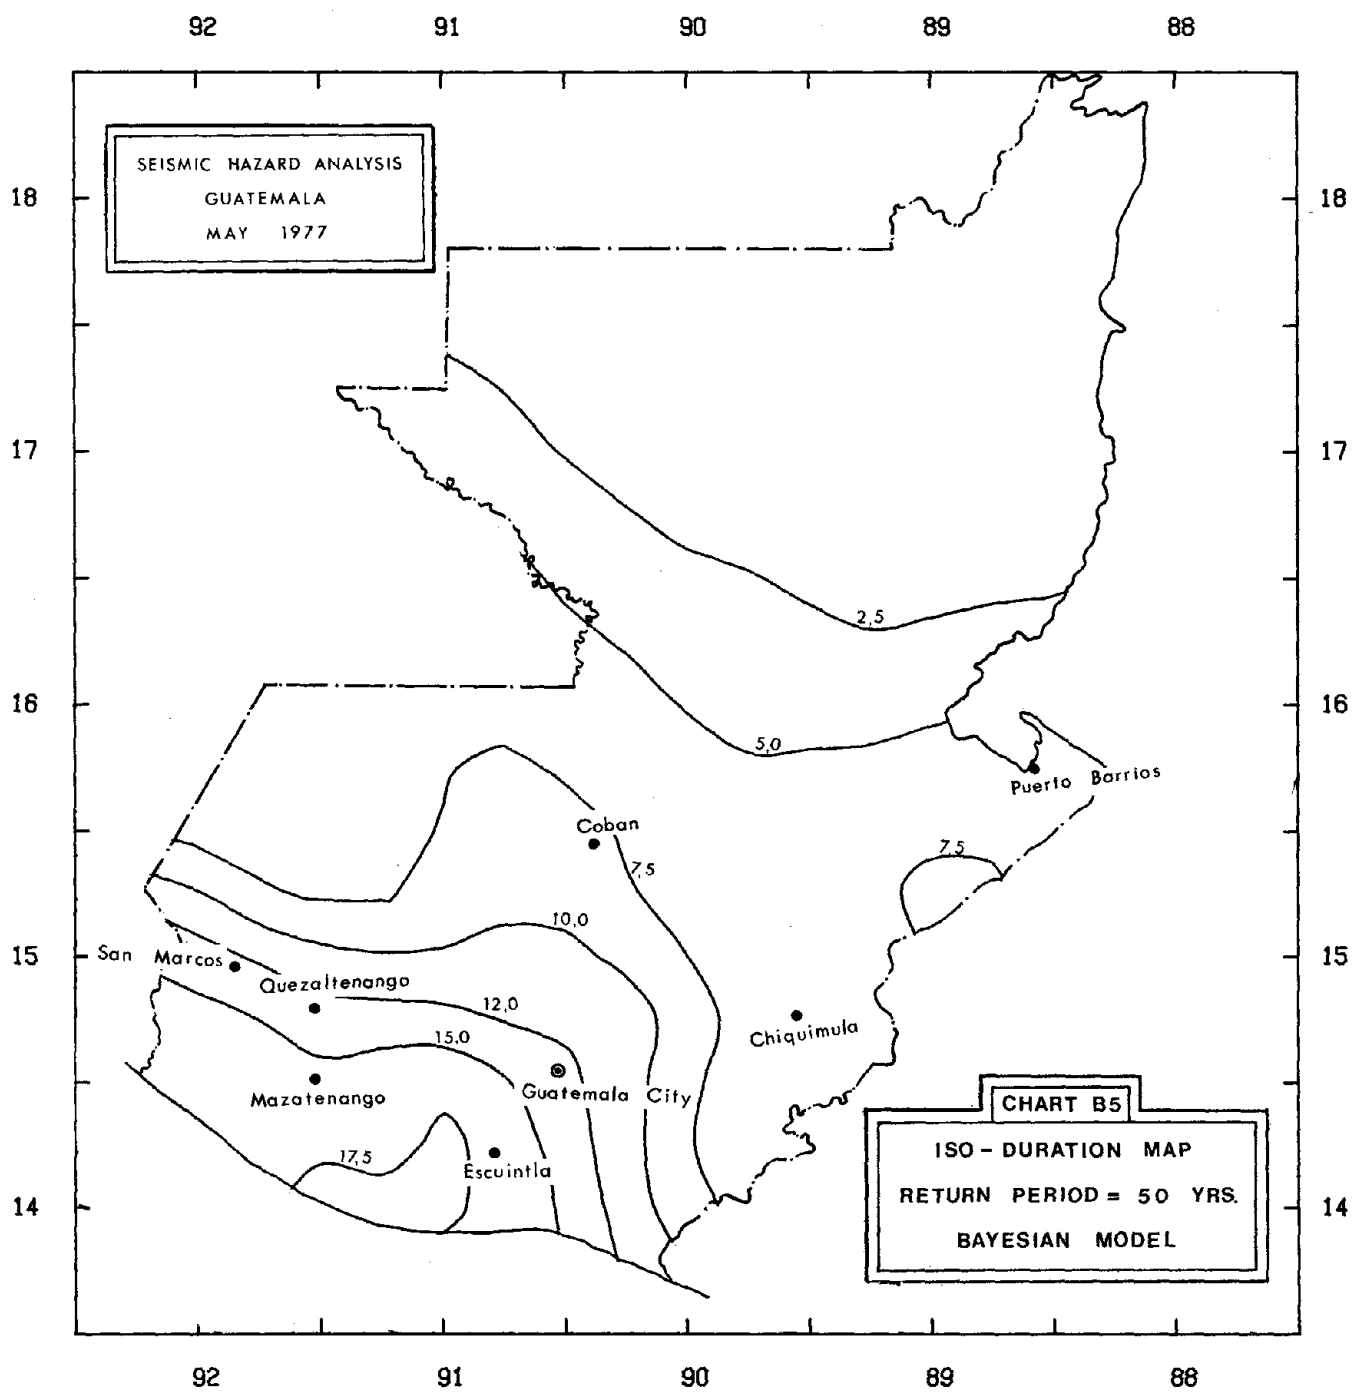 92 91 90 89 88
SEISMIC HAZARD ANALYSIS
GUATEMALA
MAY 1977
18 18
17 17
2,5
16 16
5,0
Puerto Barrios
Coban
7,5
7,5
10,0
15 15
San Marcos
Quezaltenango
12,0
Chiquimula
15,0
Guatemala City
Mazatenango
17,5
Escuintla
14 14
CHART B5
ISO-DURATION MAP
RETURN PERIOD = 50 YRS.
BAYESIAN MODEL
92 91 90 89 88